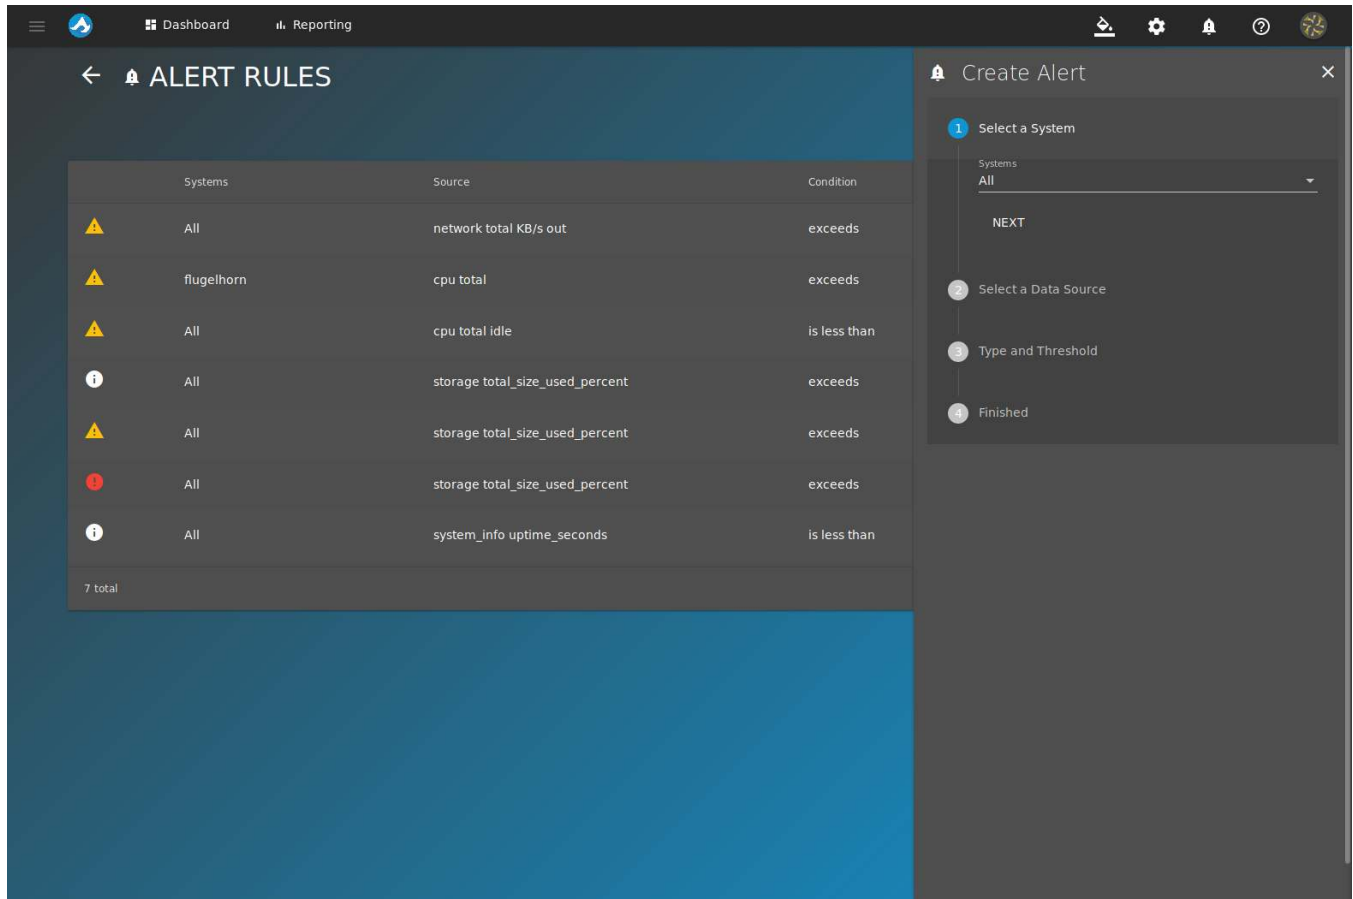 Dashboard Reporting
ALERT RULES
Systems Source Condition
All network total KB/s out exceeds
flugelhorn cpu total exceeds
All cpu total idle is less than
All storage total_size_used_percent exceeds
All storage total_size_used_percent exceeds
All storage total_size_used_percent exceeds
All system_info uptime_seconds is less than
7 total
Create Alert
1 Select a System
Systems
All
NEXT
2 Select a Data Source
3 Type and Threshold
4 Finished